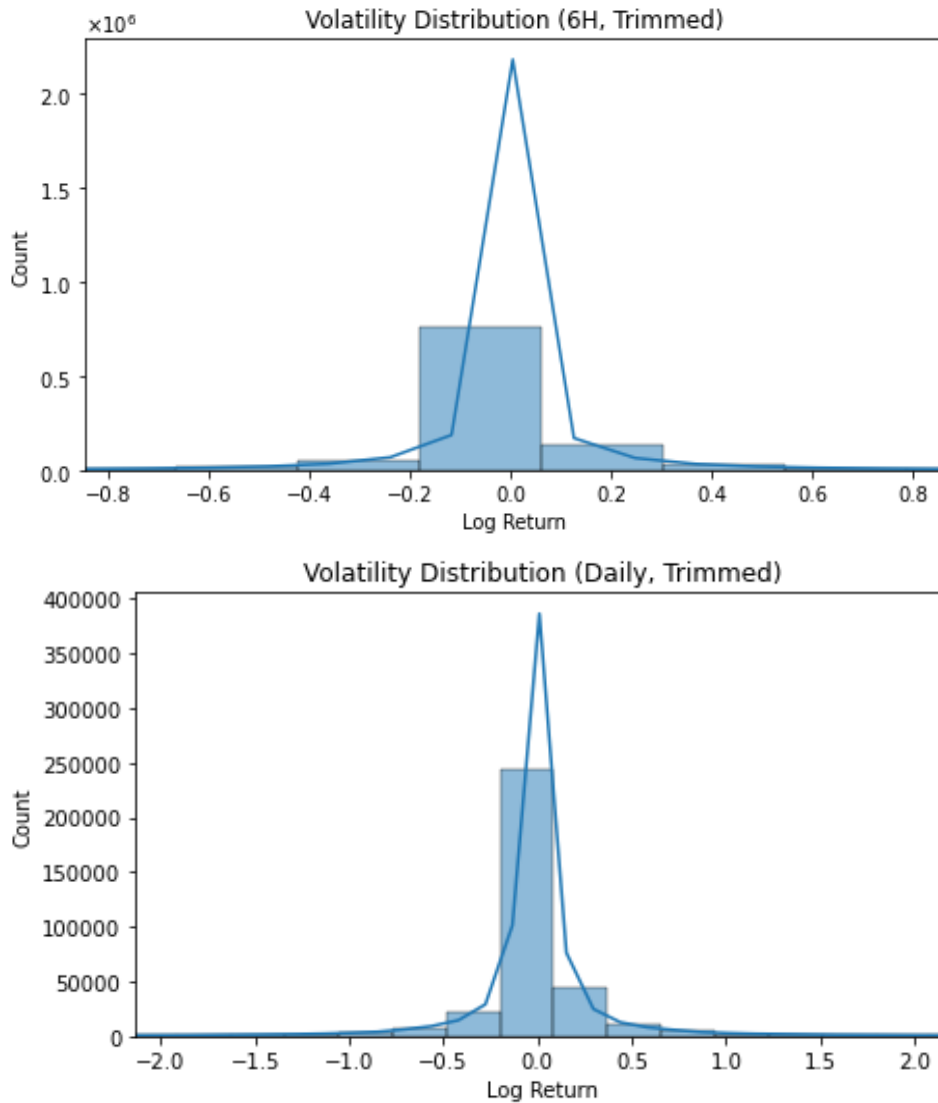 Volatility Distribution (6H, Trimmed)
×10⁶
2.0
1.5
1.0
0.5
0.0
Count
−0.8 −0.6 −0.4 −0.2 0.0 0.2 0.4 0.6 0.8
Log Return
Volatility Distribution (Daily, Trimmed)
400000
350000
300000
250000
200000
150000
100000
50000
0
Count
−2.0 −1.5 −1.0 −0.5 0.0 0.5 1.0 1.5 2.0
Log Return